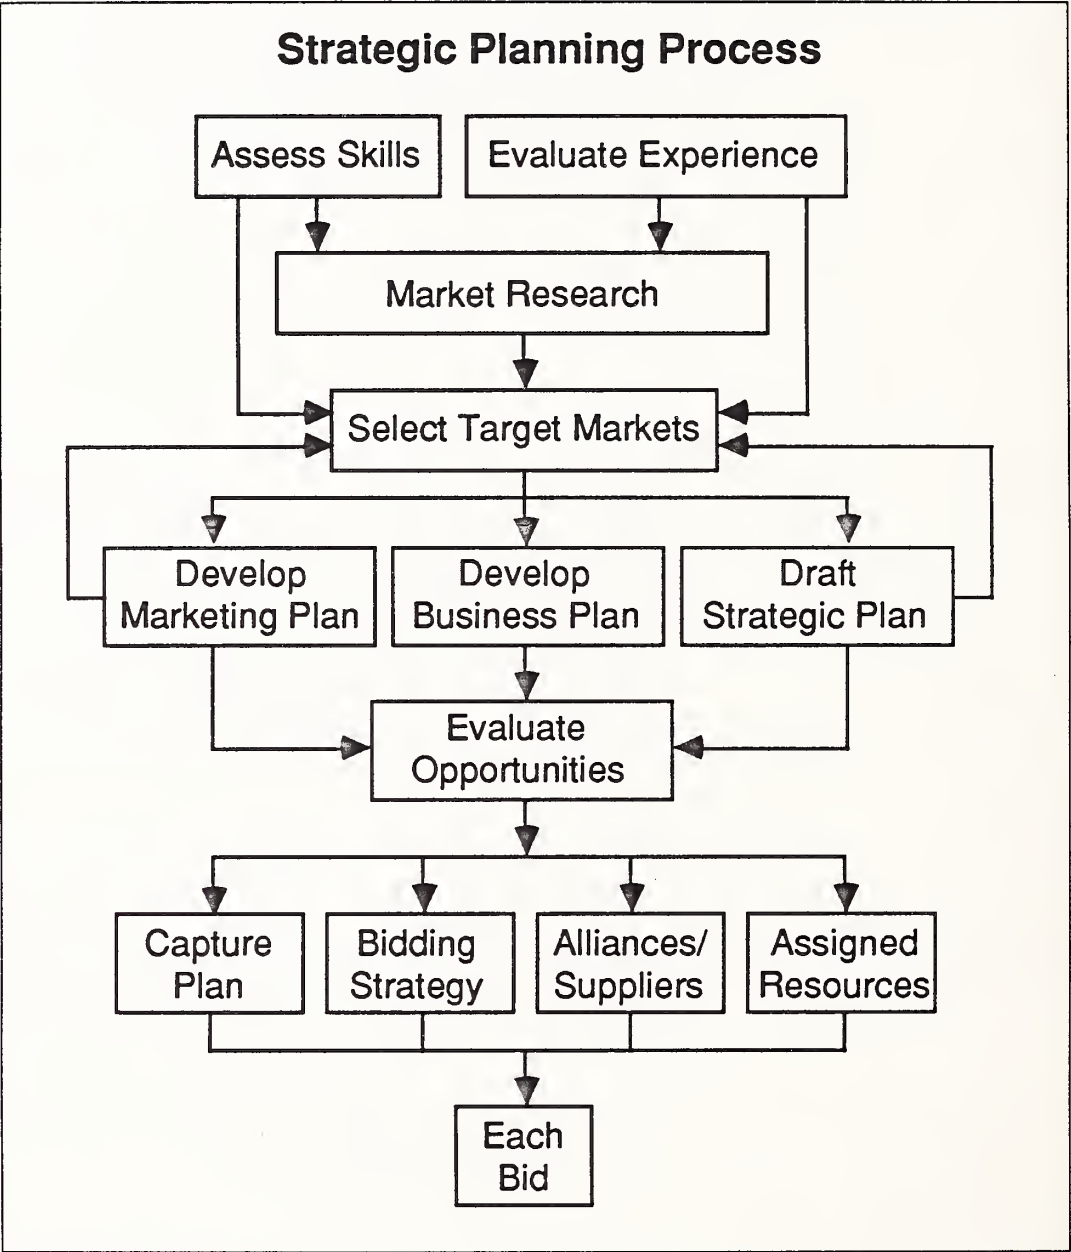 Strategic Planning Process
Assess Skills
Evaluate Experience
Market Research
Select Target Markets
Develop
Marketing Plan
Develop
Business Plan
Draft
Strategic Plan
Evaluate
Opportunities
Capture
Plan
Bidding
Strategy
Alliances/
Suppliers
Assigned
Resources
Each
Bid